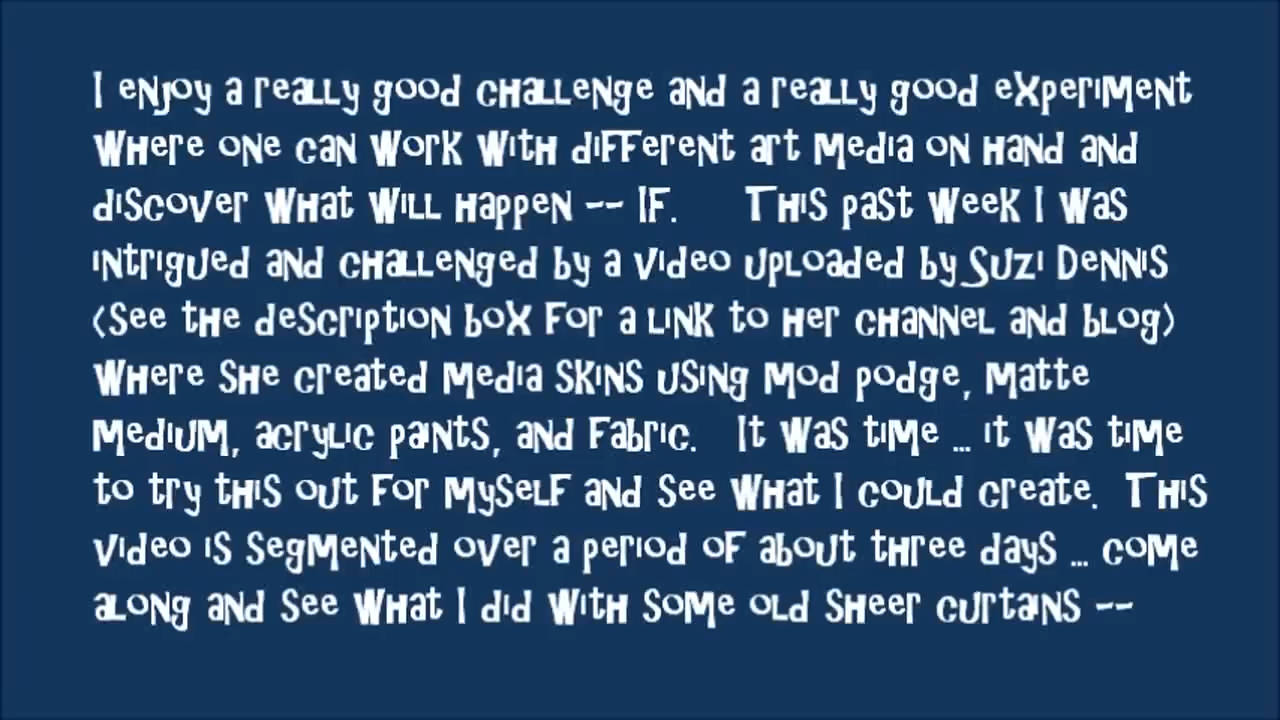 I enjoy a really good challenge and a really good experiment
where one can work with different art media on hand and
discover what will happen -- IF. This past week I was
intrigued and challenged by a video uploaded by Suzi Dennis
(see the description box for a link to her channel and blog)
where she created media skins using mod podge, matte
medium, acrylic paints, and fabric. It was time ... it was time
to try this out for myself and see what I could create. This
video is segmented over a period of about three days ... come
along and see what I did with some old sheer curtains --